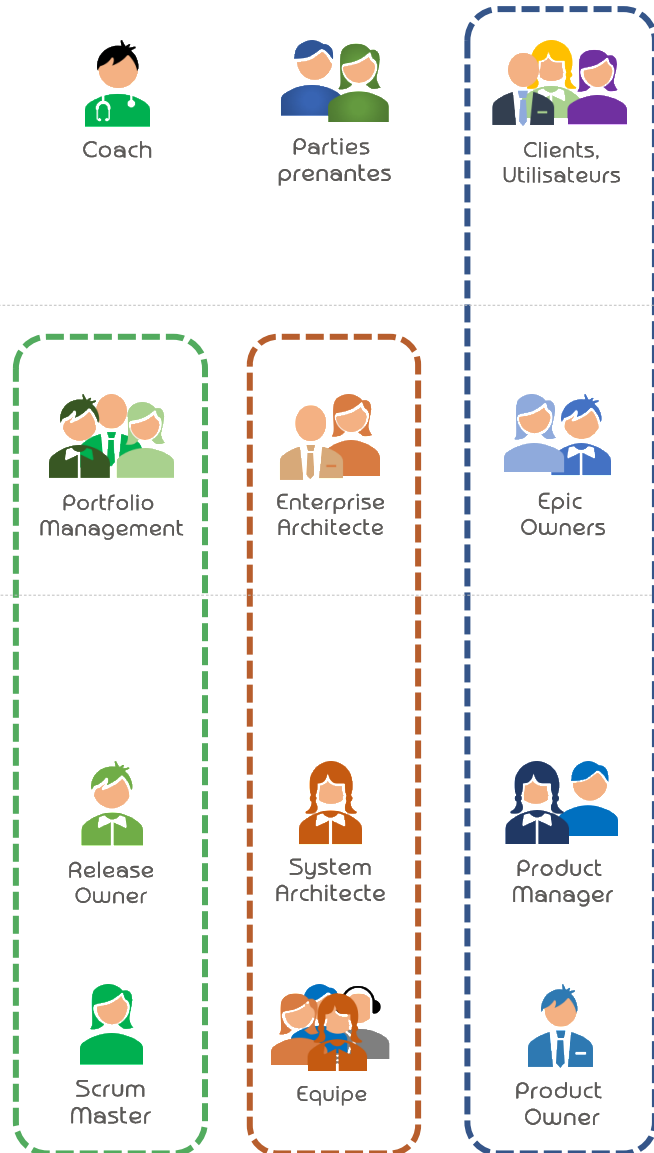 Coach
Parties
prenantes
Clients,
Utilisateurs
Portfolio
Management
Enterprise
Architecte
Epic
Owners
Release
Owner
System
Architecte
Product
Manager
Scrum
Master
Equipe
Product
Owner